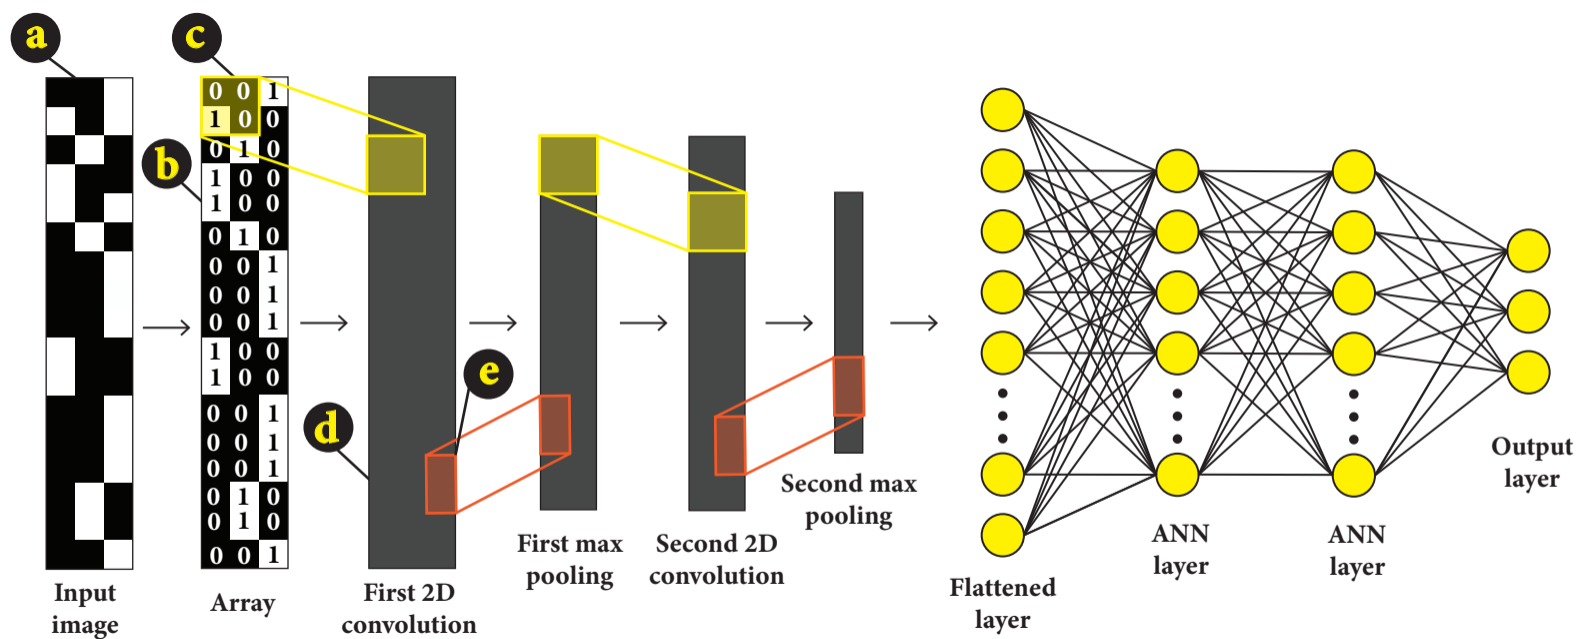 a
c
0 0 1
1 0 0
0 1 0
b
1 0 0
1 0 0
0 1 0
0 0 1
0 0 1
0 0 1
1 0 0
1 0 0
0 0 1
0 0 1
0 0 1
0 1 0
0 1 0
0 0 1
d
e
Input
image
Array
First 2D
convolution
First max
pooling
Second 2D
convolution
Second max
pooling
Flattened
layer
ANN
layer
ANN
layer
Output
layer